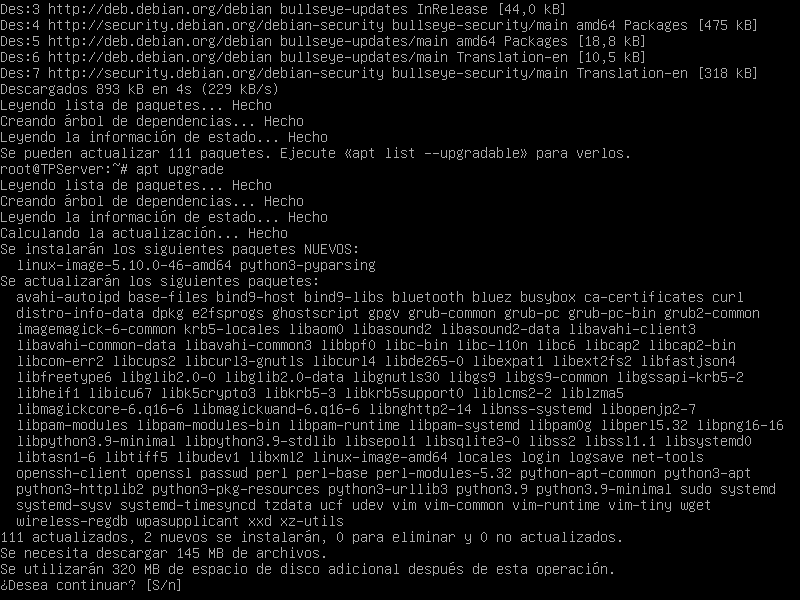 Des:3 http://deb.debian.org/debian bullseye-updates InRelease [44,0 kB]
Des:4 http://security.debian.org/debian-security bullseye-security/main amd64 Packages [475 kB]
Des:5 http://deb.debian.org/debian bullseye-updates/main amd64 Packages [18,8 kB]
Des:6 http://deb.debian.org/debian bullseye-updates/main Translation-en [10,5 kB]
Des:7 http://security.debian.org/debian-security bullseye-security/main Translation-en [318 kB]
Descargados 893 kB en 4s (229 kB/s)
Leyendo lista de paquetes... Hecho
Creando árbol de dependencias... Hecho
Leyendo la información de estado... Hecho
Se pueden actualizar 111 paquetes. Ejecute «apt list --upgradable» para verlos.
root@TPServer:~# apt upgrade
Leyendo lista de paquetes... Hecho
Creando árbol de dependencias... Hecho
Leyendo la información de estado... Hecho
Calculando la actualización... Hecho
Se instalarán los siguientes paquetes NUEVOS:
  linux-image-5.10.0-46-amd64 python3-pyparsing
Se actualizarán los siguientes paquetes:
  avahi-autoipd base-files bind9-host bind9-libs bluetooth bluez busybox ca-certificates curl
  distro-info-data dpkg e2fsprogs ghostscript gpgv grub-common grub-pc grub-pc-bin grub2-common
  imagemagick-6-common krb5-locales libaom0 libasound2 libasound2-data libavahi-client3
  libavahi-common-data libavahi-common3 libbpf0 libc-bin libc-l10n libc6 libcap2 libcap2-bin
  libcom-err2 libcups2 libcurl3-gnutls libcurl4 libde265-0 libexpat1 libext2fs2 libfastjson4
  libfreetype6 libglib2.0-0 libglib2.0-data libgnutls30 libgs9 libgs9-common libgssapi-krb5-2
  libheif1 libicu67 libk5crypto3 libkrb5-3 libkrb5support0 liblcms2-2 liblzma5
  libmagickcore-6.q16-6 libmagickwand-6.q16-6 libnghttp2-14 libnss-systemd libopenjp2-7
  libpam-modules libpam-modules-bin libpam-runtime libpam-systemd libpam0g libperl5.32 libpng16-16
  libpython3.9-minimal libpython3.9-stdlib libsepol1 libsqlite3-0 libss2 libssl1.1 libsystemd0
  libtasn1-6 libtiff5 libudev1 libxml2 linux-image-amd64 locales login logsave net-tools
  openssh-client openssl passwd perl perl-base perl-modules-5.32 python-apt-common python3-apt
  python3-httplib2 python3-pkg-resources python3-urllib3 python3.9 python3.9-minimal sudo systemd
  systemd-sysv systemd-timesyncd tzdata ucf udev vim vim-common vim-runtime vim-tiny wget
  wireless-regdb wpasupplicant xxd xz-utils
111 actualizados, 2 nuevos se instalarán, 0 para eliminar y 0 no actualizados.
Se necesita descargar 145 MB de archivos.
Se utilizarán 320 MB de espacio de disco adicional después de esta operación.
¿Desea continuar? [S/n]